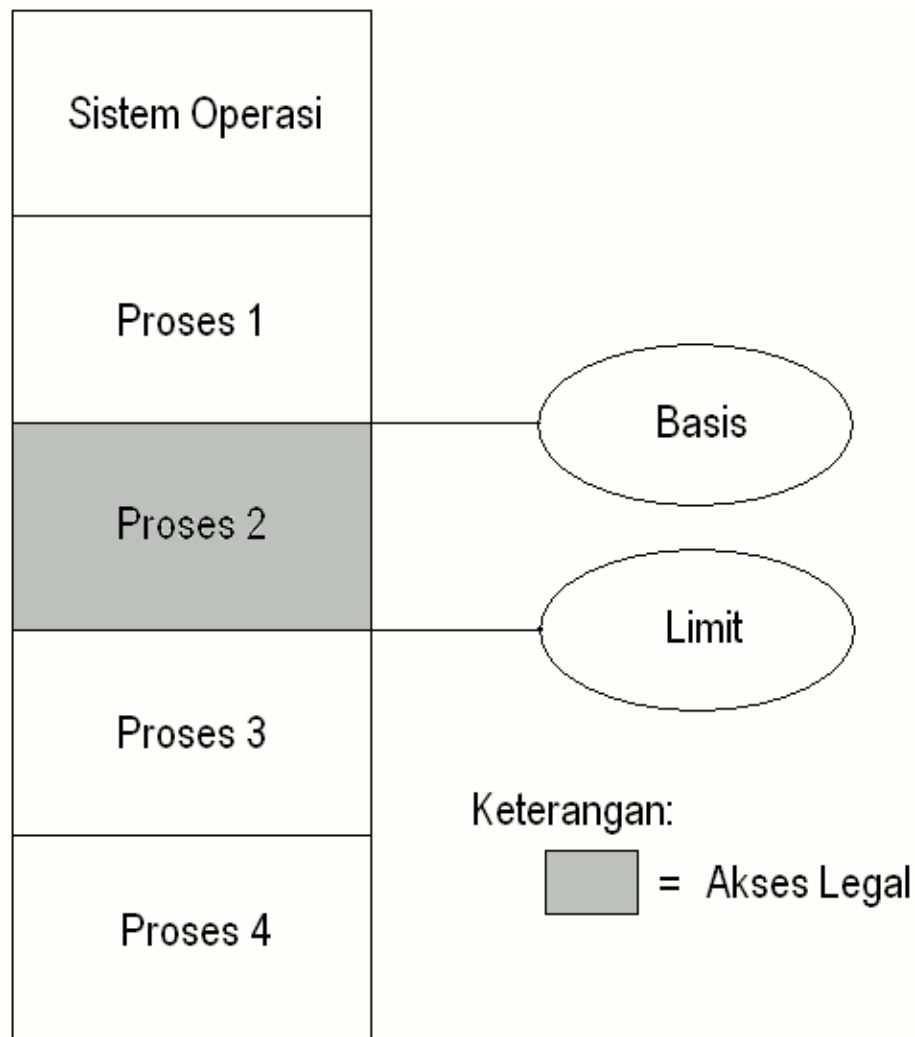 Sistem Operasi
Proses 1
Basis
Proses 2
Limit
Proses 3
Keterangan:
= Akses Legal
Proses 4